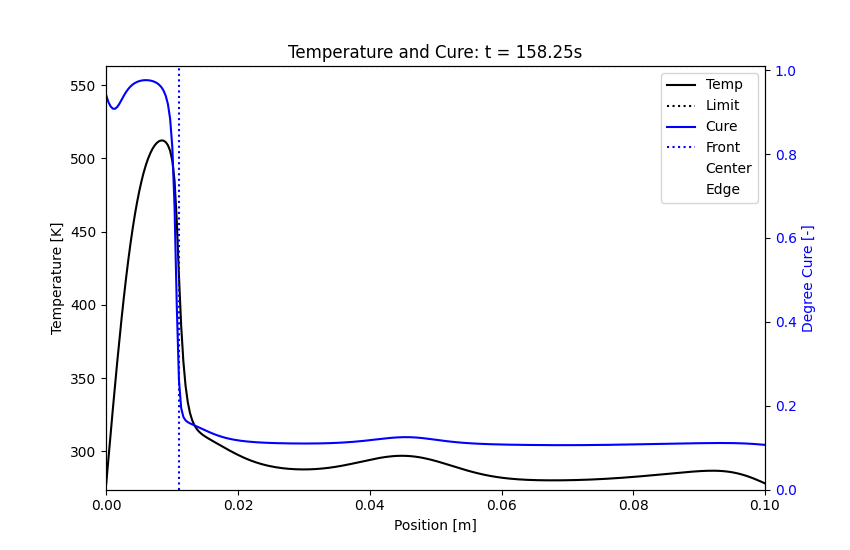 Temperature and Cure: t = 158.25s
Temp
Limit
Cure
Front
Center
Edge
Temperature [K]
550
500
450
400
350
300
Degree Cure [-]
1.0
0.8
0.6
0.4
0.2
0.0
0.00 0.02 0.04 0.06 0.08 0.10
Position [m]